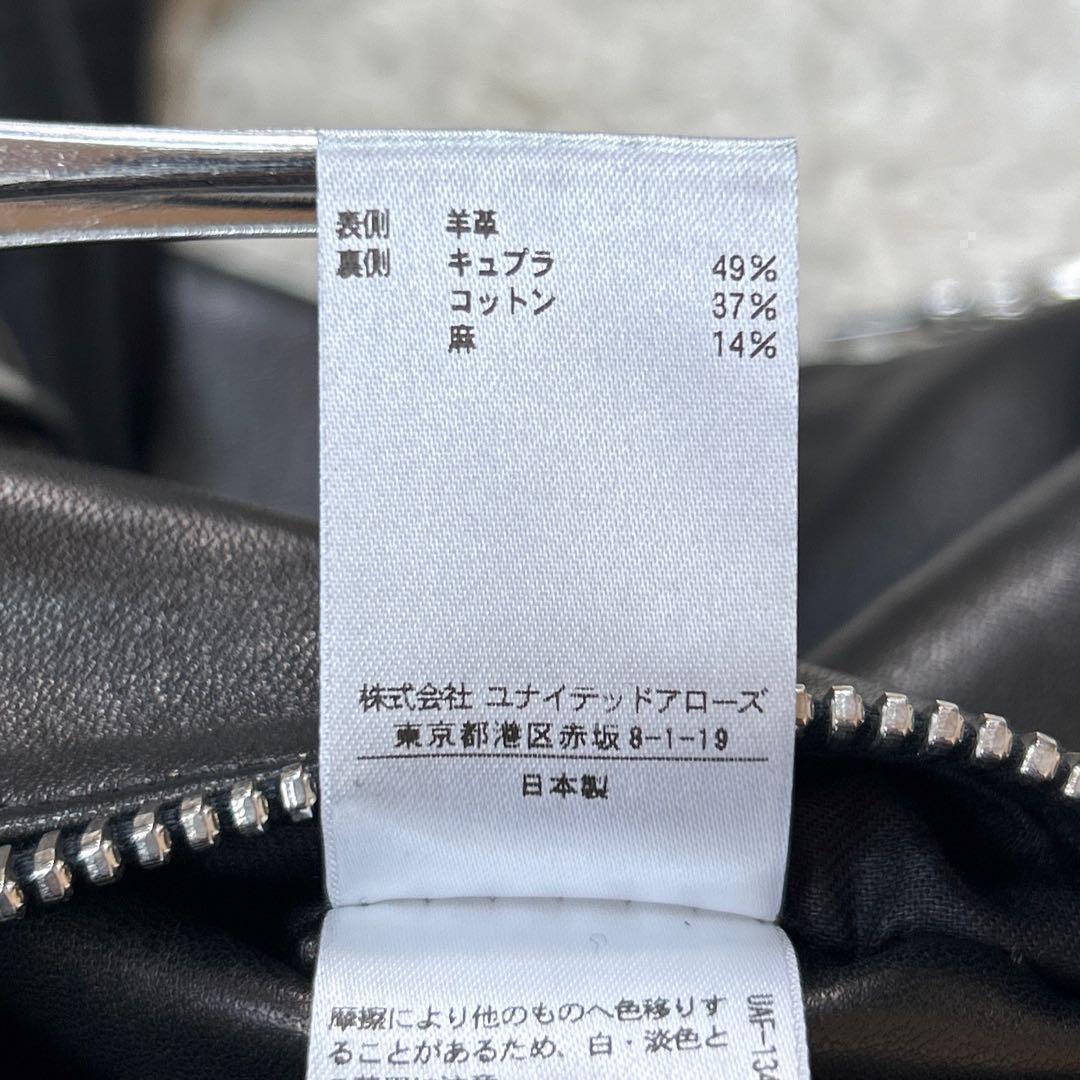 表側 羊革
裏側 キュプラ 49%
コットン 37%
麻 14%
株式会社 ユナイテッドアローズ
東京都港区赤坂8-1-19
日本製
摩擦により他のものへ色移りす
ることがあるため、白・淡色と
UAF-134